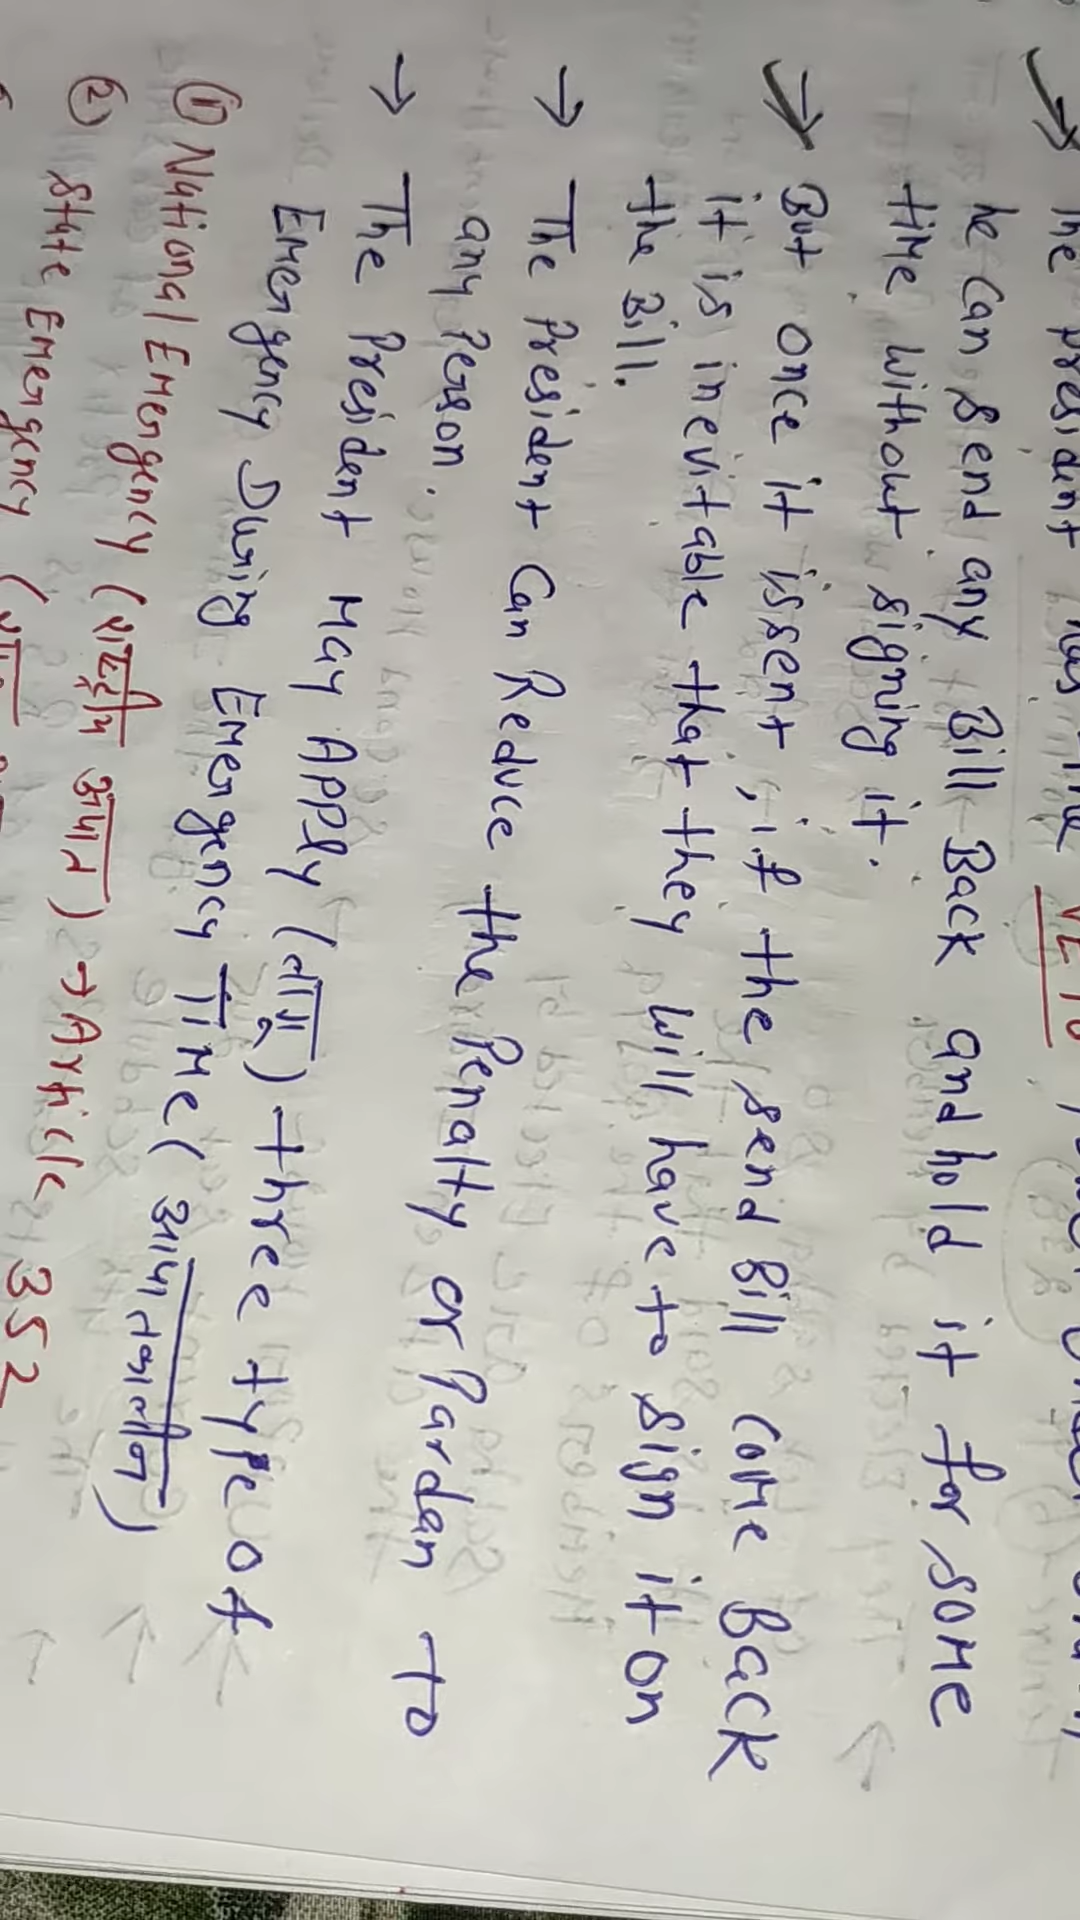 → The president has the VETO
he can send any Bill Back and hold it for some
time without signing it.
→ But once it is sent, if the send Bill come Back
it is inevitable that they will have to sign it on
the Bill.
→ The President Can Reduce the Penalty or Pardan to
any Person.
→ The President may Apply (लागू) three type of
Emergency During Emergency Time (आपातकालीन)
① National Emergency (राष्ट्रीय आपात) → Article 352
② State Emergency (